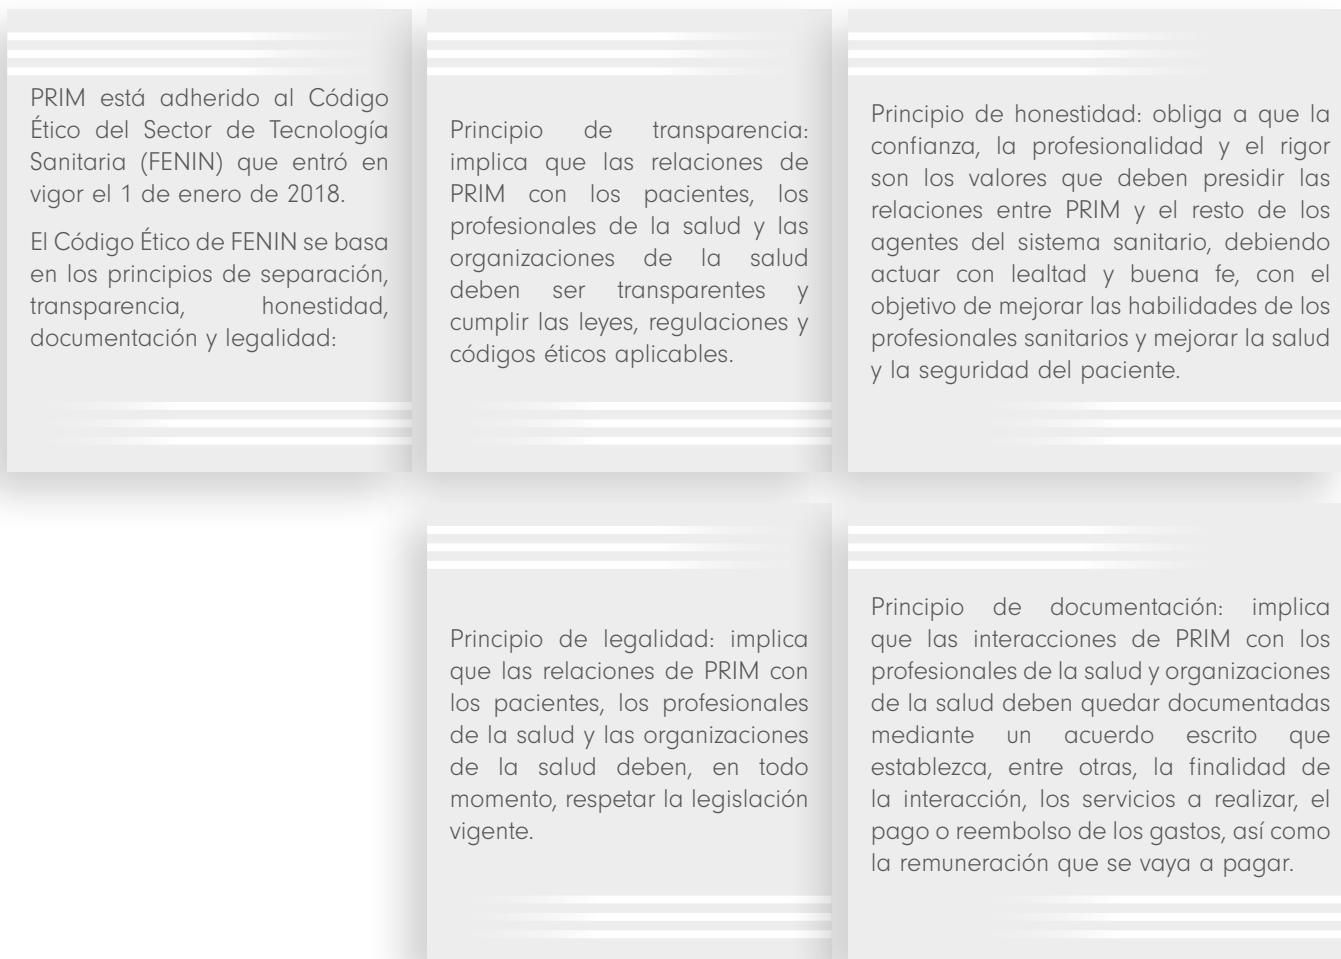 PRIM está adherido al Código
Ético del Sector de Tecnología
Sanitaria (FENIN) que entró en
vigor el 1 de enero de 2018.
El Código Ético de FENIN se basa
en los principios de separación,
transparencia, honestidad,
documentación y legalidad:
Principio de transparencia:
implica que las relaciones de
PRIM con los pacientes, los
profesionales de la salud y las
organizaciones de la salud
deben ser transparentes y
cumplir las leyes, regulaciones y
códigos éticos aplicables.
Principio de honestidad: obliga a que la
confianza, la profesionalidad y el rigor
son los valores que deben presidir las
relaciones entre PRIM y el resto de los
agentes del sistema sanitario, debiendo
actuar con lealtad y buena fe, con el
objetivo de mejorar las habilidades de los
profesionales sanitarios y mejorar la salud
y la seguridad del paciente.
Principio de legalidad: implica
que las relaciones de PRIM con
los pacientes, los profesionales
de la salud y las organizaciones
de la salud deben, en todo
momento, respetar la legislación
vigente.
Principio de documentación: implica
que las interacciones de PRIM con los
profesionales de la salud y organizaciones
de la salud deben quedar documentadas
mediante un acuerdo escrito que
establezca, entre otras, la finalidad de
la interacción, los servicios a realizar, el
pago o reembolso de los gastos, así como
la remuneración que se vaya a pagar.